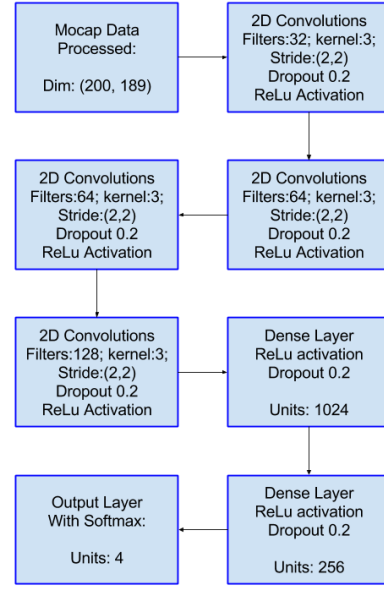 Mocap Data
Processed:
Dim: (200, 189)
2D Convolutions
Filters:32; kernel:3;
Stride:(2,2)
Dropout 0.2
ReLu Activation
2D Convolutions
Filters:64; kernel:3;
Stride:(2,2)
Dropout 0.2
ReLu Activation
2D Convolutions
Filters:64; kernel:3;
Stride:(2,2)
Dropout 0.2
ReLu Activation
2D Convolutions
Filters:128; kernel:3;
Stride:(2,2)
Dropout 0.2
ReLu Activation
Dense Layer
ReLu activation
Dropout 0.2
Units: 1024
Dense Layer
ReLu activation
Dropout 0.2
Units: 256
Output Layer
With Softmax:
Units: 4